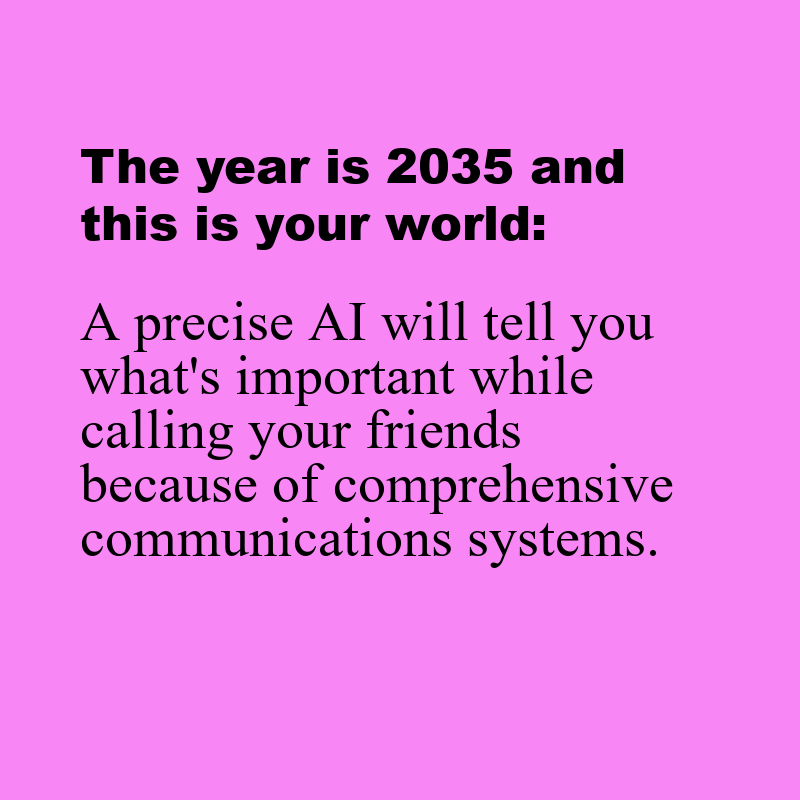 The year is 2035 and
this is your world:
A precise AI will tell you
what's important while
calling your friends
because of comprehensive
communications systems.